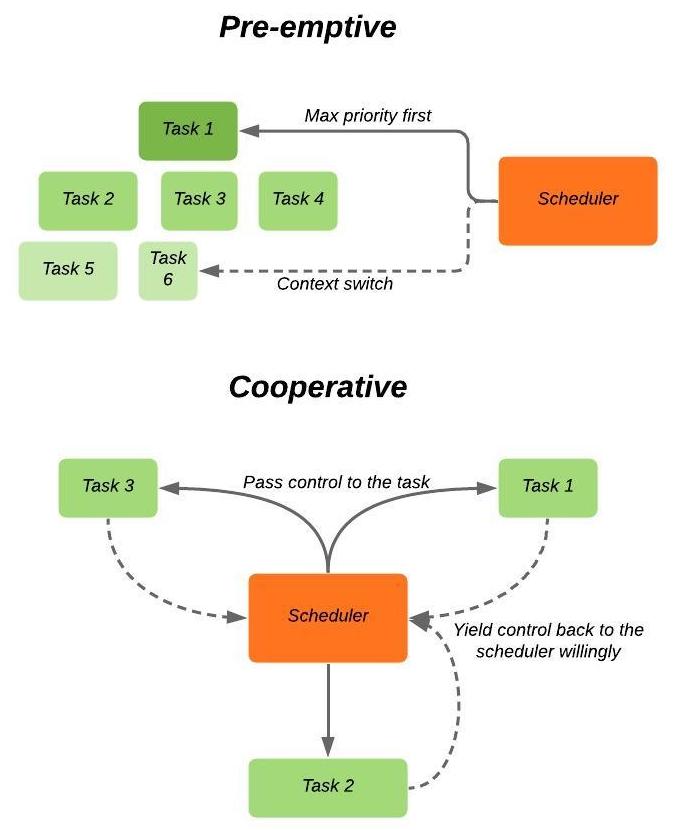 Pre-emptive
Max priority first
Task 1
Task 2
Task 3
Task 4
Scheduler
Task 5
Task
6
Context switch
Cooperative
Task 3
Pass control to the task
Task 1
Scheduler
Yield control back to the
scheduler willingly
Task 2